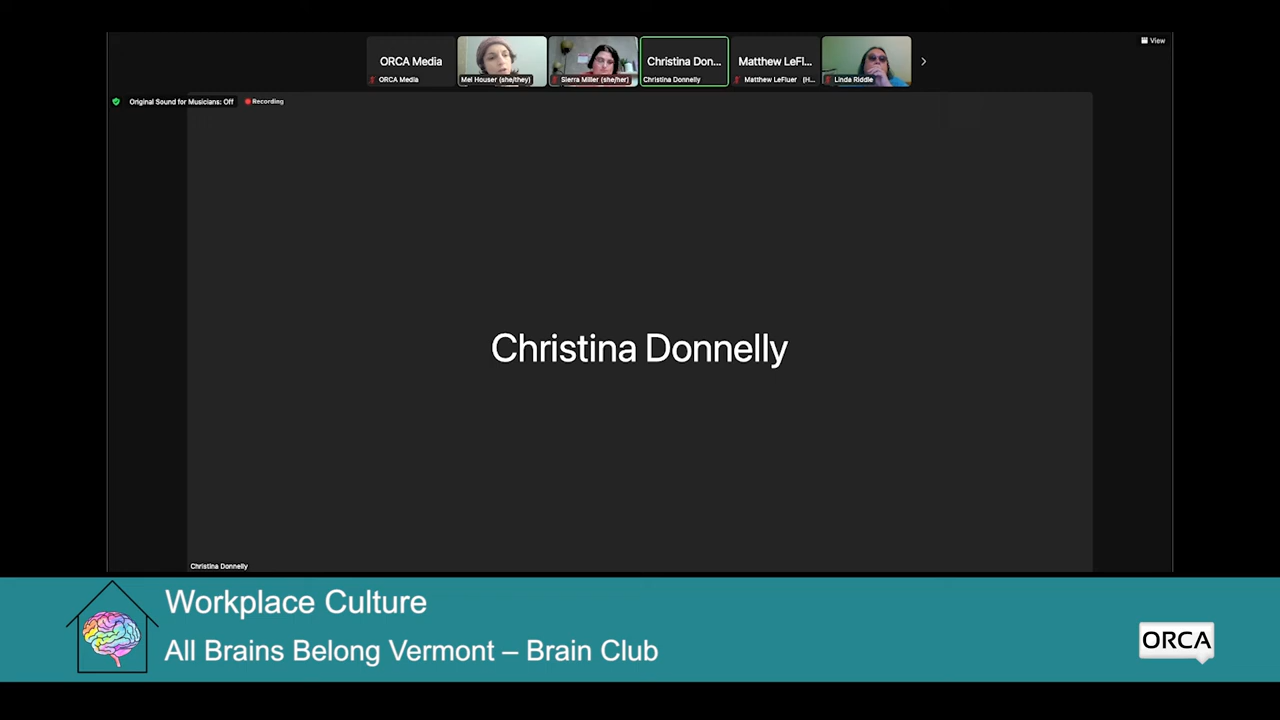 View
ORCA Media
Christina Don...
Matthew LeFl...
ORCA Media
Mel Houser (she/they)
Sierra Miller (she/her)
Christina Donnelly
Matthew LeFluer (H...
Linda Riddle
Original Sound for Musicians: Off
Recording
Christina Donnelly
Christina Donnelly
Workplace Culture
All Brains Belong Vermont – Brain Club
ORCA